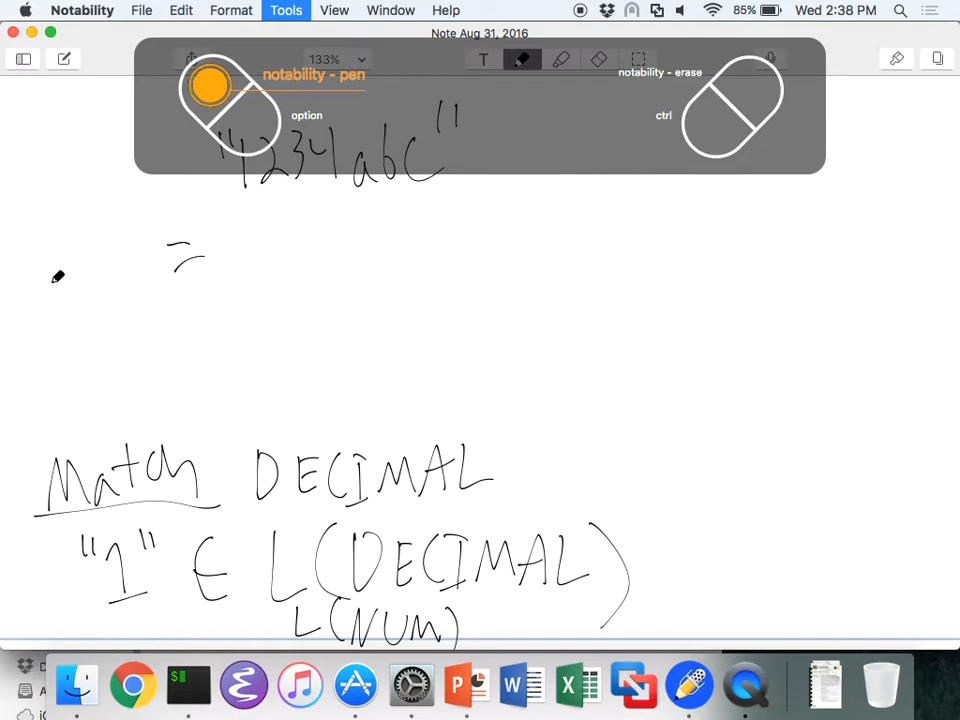 Notability File Edit Format Tools View Window Help 85% Wed 2:38 PM
Note Aug 31, 2016
133% T
notability - pen
option
notability - erase
ctrl
"1234abc"
=
Match DECIMAL
"1" ∈ L(DECIMAL)
L(NUM)